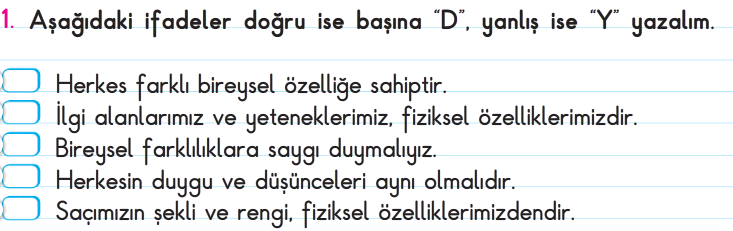 1. Aşağıdaki ifadeler doğru ise başına “D”, yanlış ise “Y” yazalım.
Herkes farklı bireysel özelliğe sahiptir.
İlgi alanlarımız ve yeteneklerimiz, fiziksel özelliklerimizdir.
Bireysel farklılıklara saygı duymalıyız.
Herkesin duygu ve düşünceleri aynı olmalıdır.
Saçımızın şekli ve rengi, fiziksel özelliklerimizdendir.